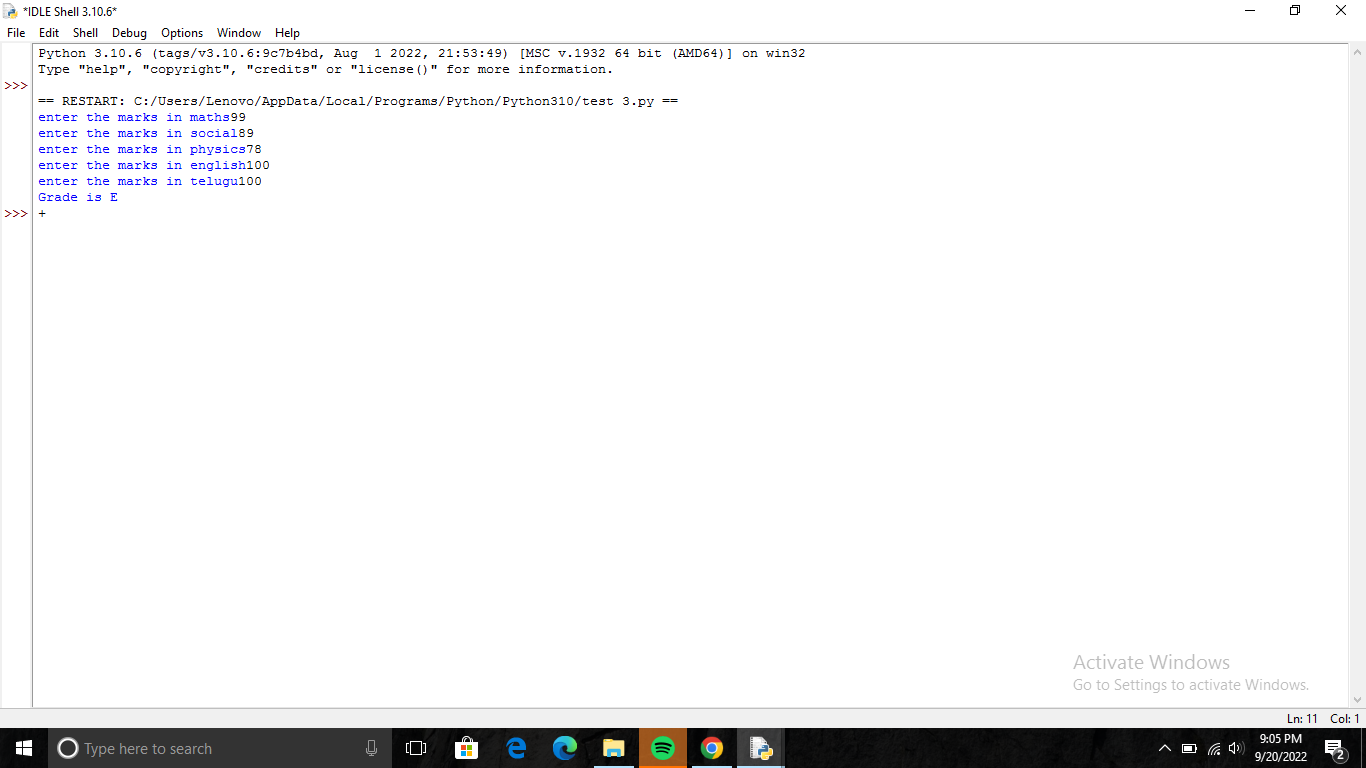 *IDLE Shell 3.10.6*
File Edit Shell Debug Options Window Help
Python 3.10.6 (tags/v3.10.6:9c7b4bd, Aug  1 2022, 21:53:49) [MSC v.1932 64 bit (AMD64)] on win32
Type "help", "copyright", "credits" or "license()" for more information.
>>>
== RESTART: C:/Users/Lenovo/AppData/Local/Programs/Python/Python310/test 3.py ==
enter the marks in maths99
enter the marks in social89
enter the marks in physics78
enter the marks in english100
enter the marks in telugu100
Grade is E
>>> +
Activate Windows
Go to Settings to activate Windows.
Ln: 11 Col: 1
Type here to search
9:05 PM
9/20/2022
2